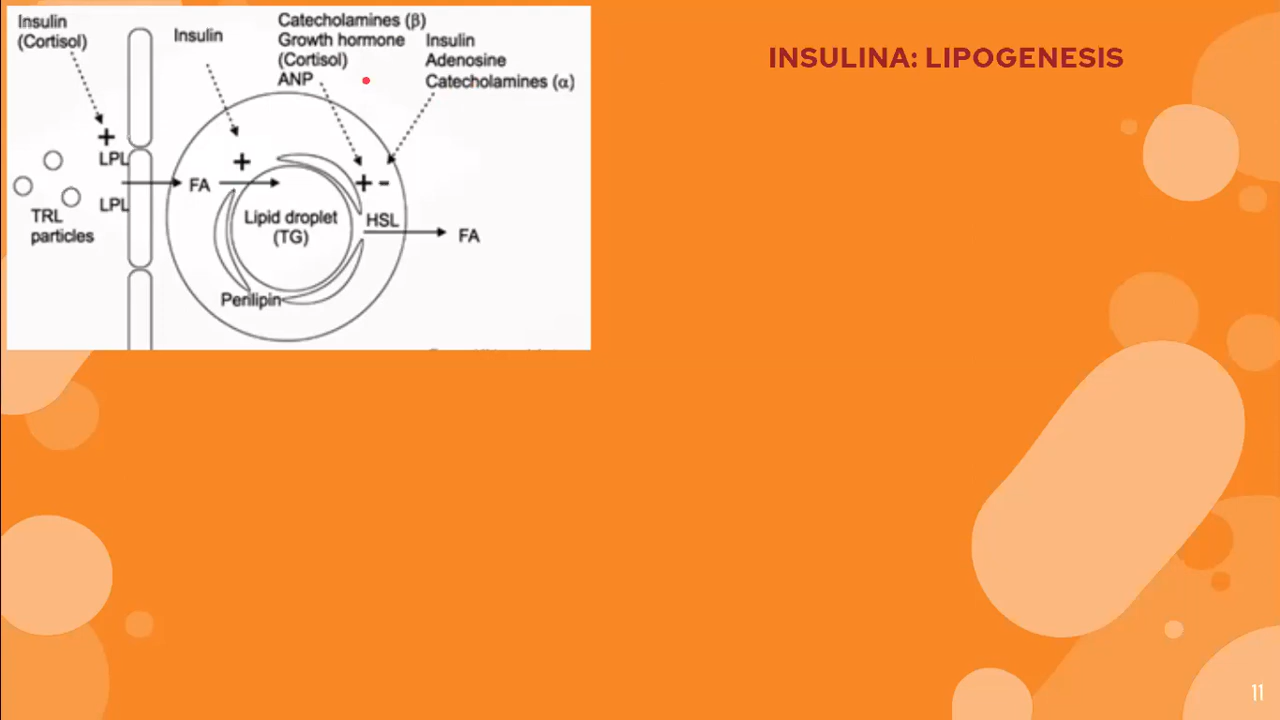 INSULINA: LIPOGENESIS
Insulin
(Cortisol)
Insulin
Catecholamines (β)
Growth hormone
(Cortisol)
ANP
Insulin
Adenosine
Catecholamines (α)
+
LPL
LPL
TRL
particles
FA
+
Lipid droplet
(TG)
Perilipin
+ -
HSL
FA
11